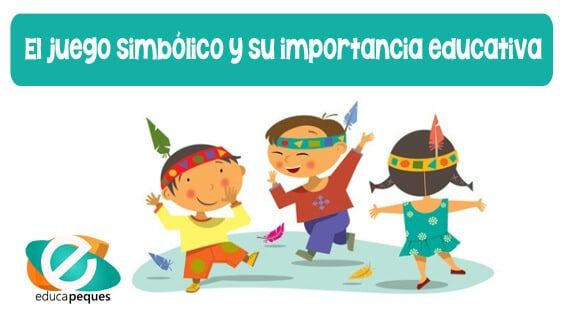 El juego simbólico y su importancia educativa
e
educapeques